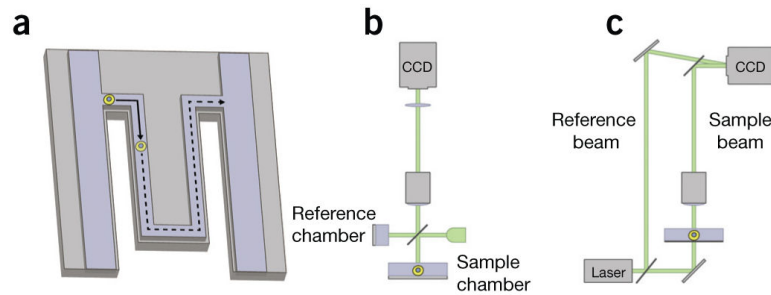 a
b
c
CCD
Reference
chamber
Sample
chamber
CCD
Reference
beam
Sample
beam
Laser